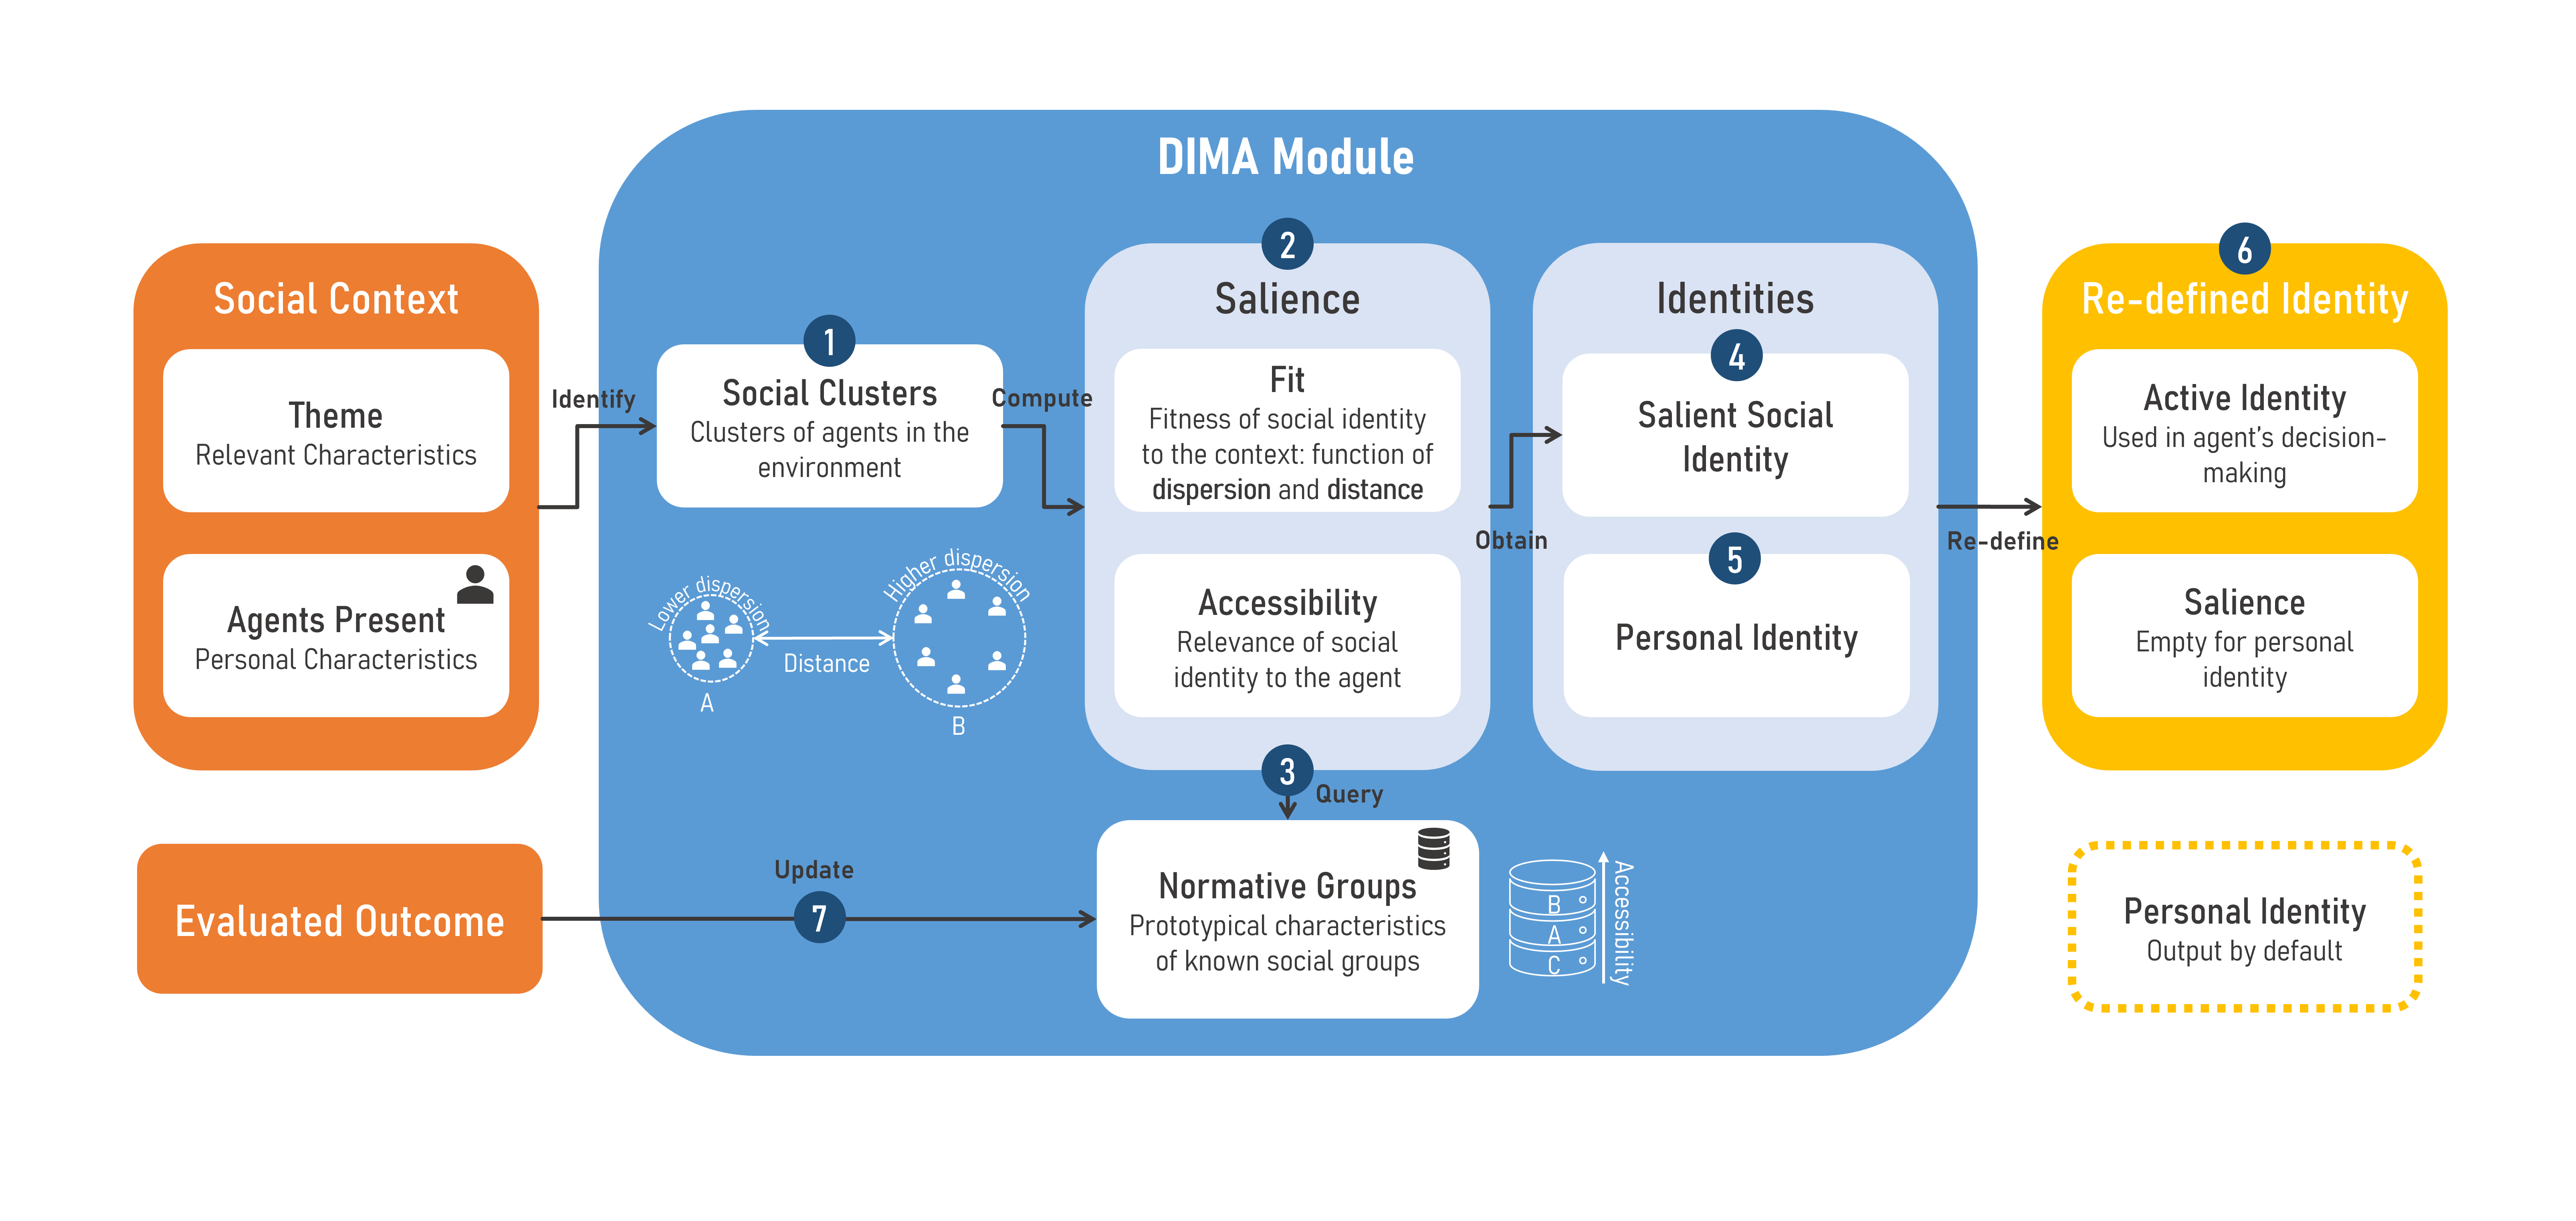 DIMA Module
Social Context
Theme
Relevant Characteristics
Agents Present
Personal Characteristics
Identify
1
Social Clusters
Clusters of agents in the
environment
Compute
Lower dispersion
A
Distance
Higher dispersion
B
2
Salience
Fit
Fitness of social identity
to the context: function of
dispersion and distance
Accessibility
Relevance of social
identity to the agent
3
Query
Obtain
Identities
4
Salient Social
Identity
5
Personal Identity
Re-define
6
Re-defined Identity
Active Identity
Used in agent's decision-
making
Salience
Empty for personal
identity
Evaluated Outcome
Update
7
Normative Groups
Prototypical characteristics
of known social groups
B
A
C
Accessibility
Personal Identity
Output by default